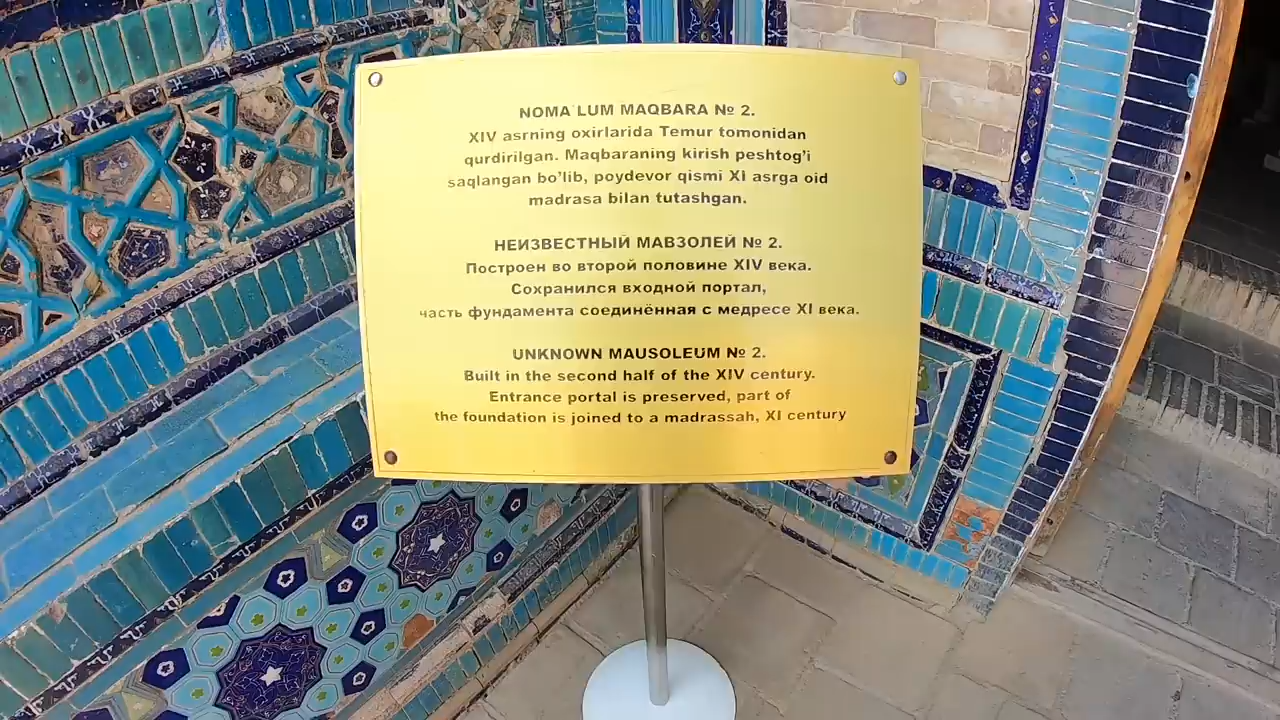 NOMA'LUM MAQBARA № 2.
XIV asrning oxirlarida Temur tomonidan
qurdirilgan. Maqbaraning kirish peshtog'i
saqlangan bo'lib, poydevor qismi XI asrga oid
madrasa bilan tutashgan.
НЕИЗВЕСТНЫЙ МАВЗОЛЕЙ № 2.
Построен во второй половине XIV века.
Сохранился входной портал,
часть фундамента соединённая с медресе XI века.
UNKNOWN MAUSOLEUM № 2.
Built in the second half of the XIV century.
Entrance portal is preserved, part of
the foundation is joined to a madrassah, XI century